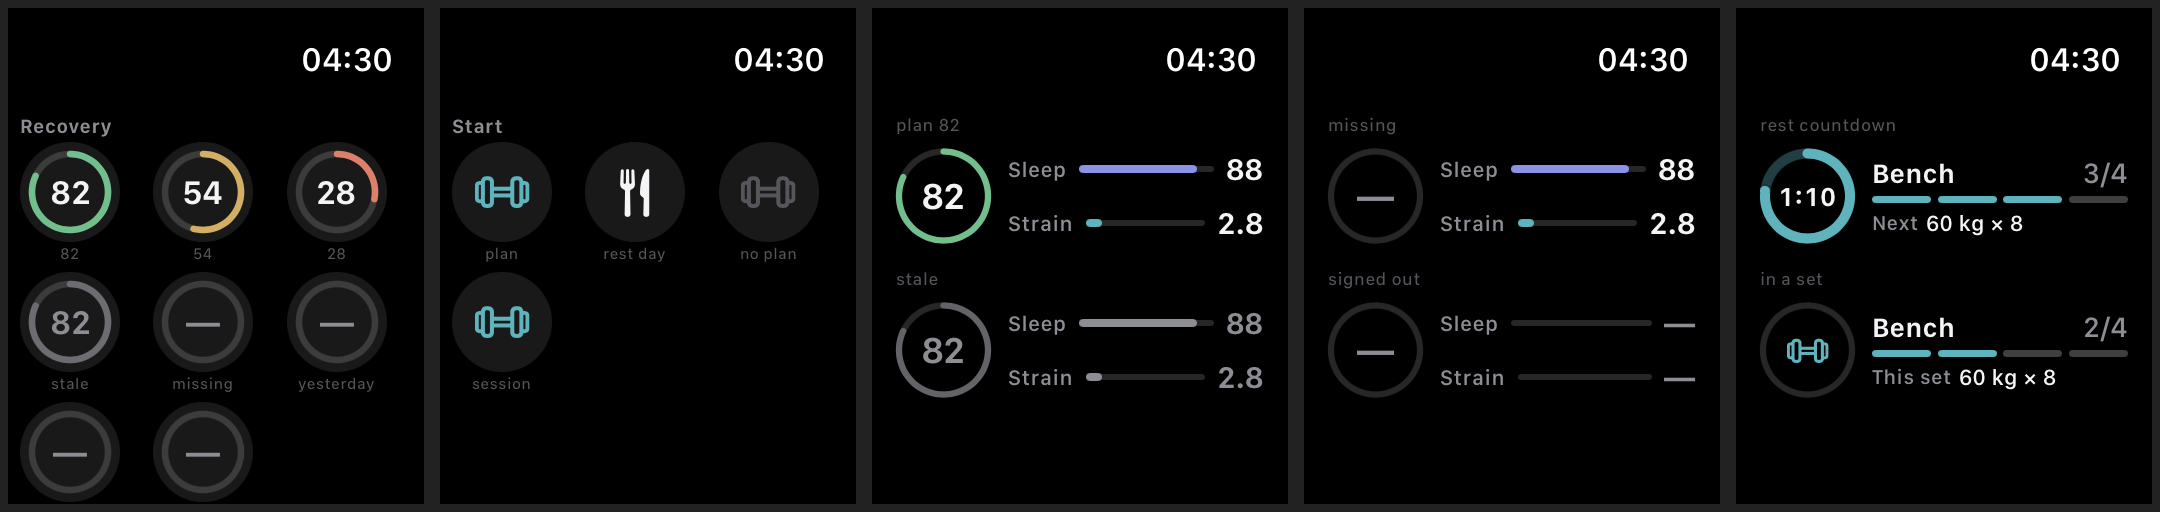 04:30
Recovery
82 54 28
82 54 28
82 — —
stale missing yesterday
— —
04:30
Start
plan rest day no plan
session
04:30
plan 82
82
Sleep 88
Strain 2.8
stale
82
Sleep 88
Strain 2.8
04:30
missing
—
Sleep 88
Strain 2.8
signed out
—
Sleep —
Strain —
04:30
rest countdown
1:10
Bench 3/4
Next 60 kg × 8
in a set
Bench 2/4
This set 60 kg × 8